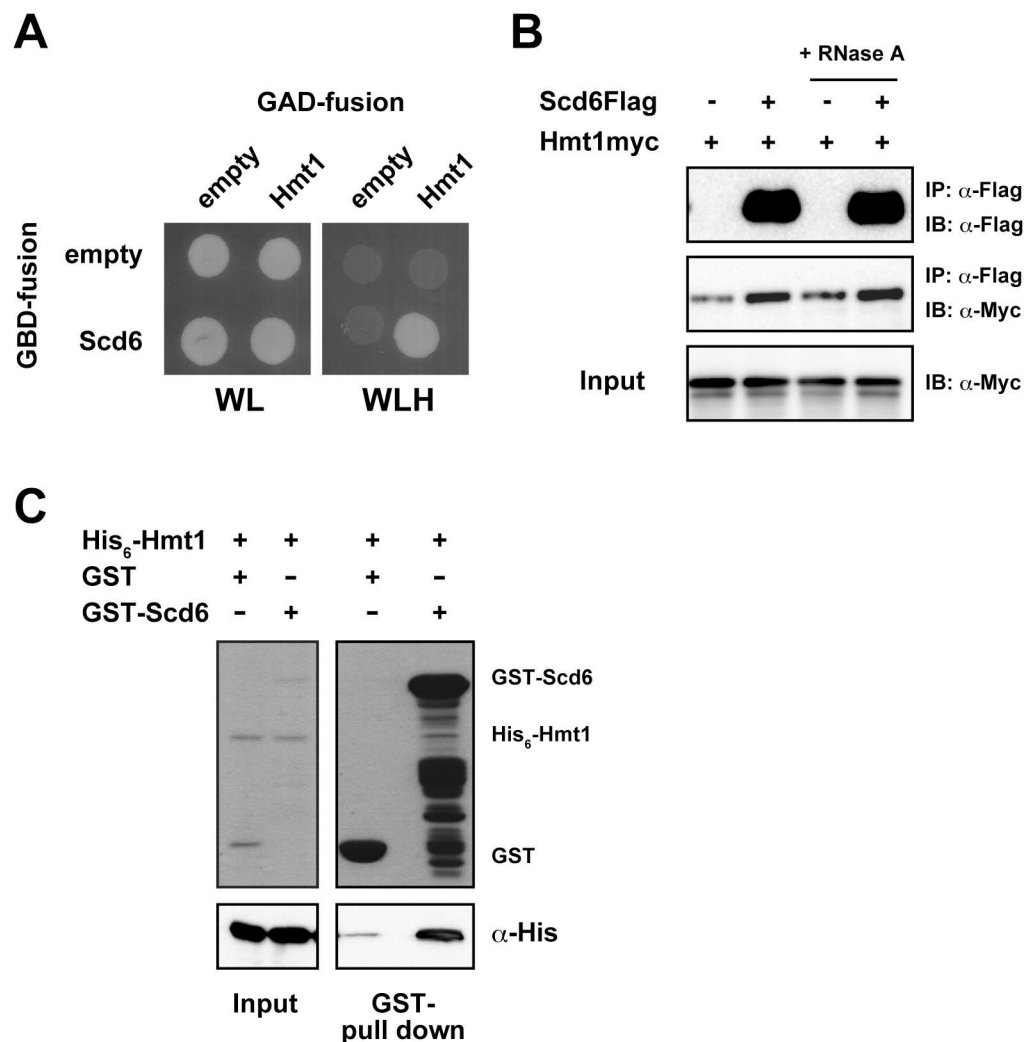 A
GAD-fusion
empty Hmt1 empty Hmt1
GBD-fusion
empty
Scd6
WL WLH
B
+ RNase A
Scd6Flag - + - +
Hmt1myc + + + +
IP: α-Flag
IB: α-Flag
IP: α-Flag
IB: α-Myc
Input IB: α-Myc
C
His₆-Hmt1 + + + +
GST + - + -
GST-Scd6 - + - +
GST-Scd6
His₆-Hmt1
GST
α-His
Input GST-
pull down